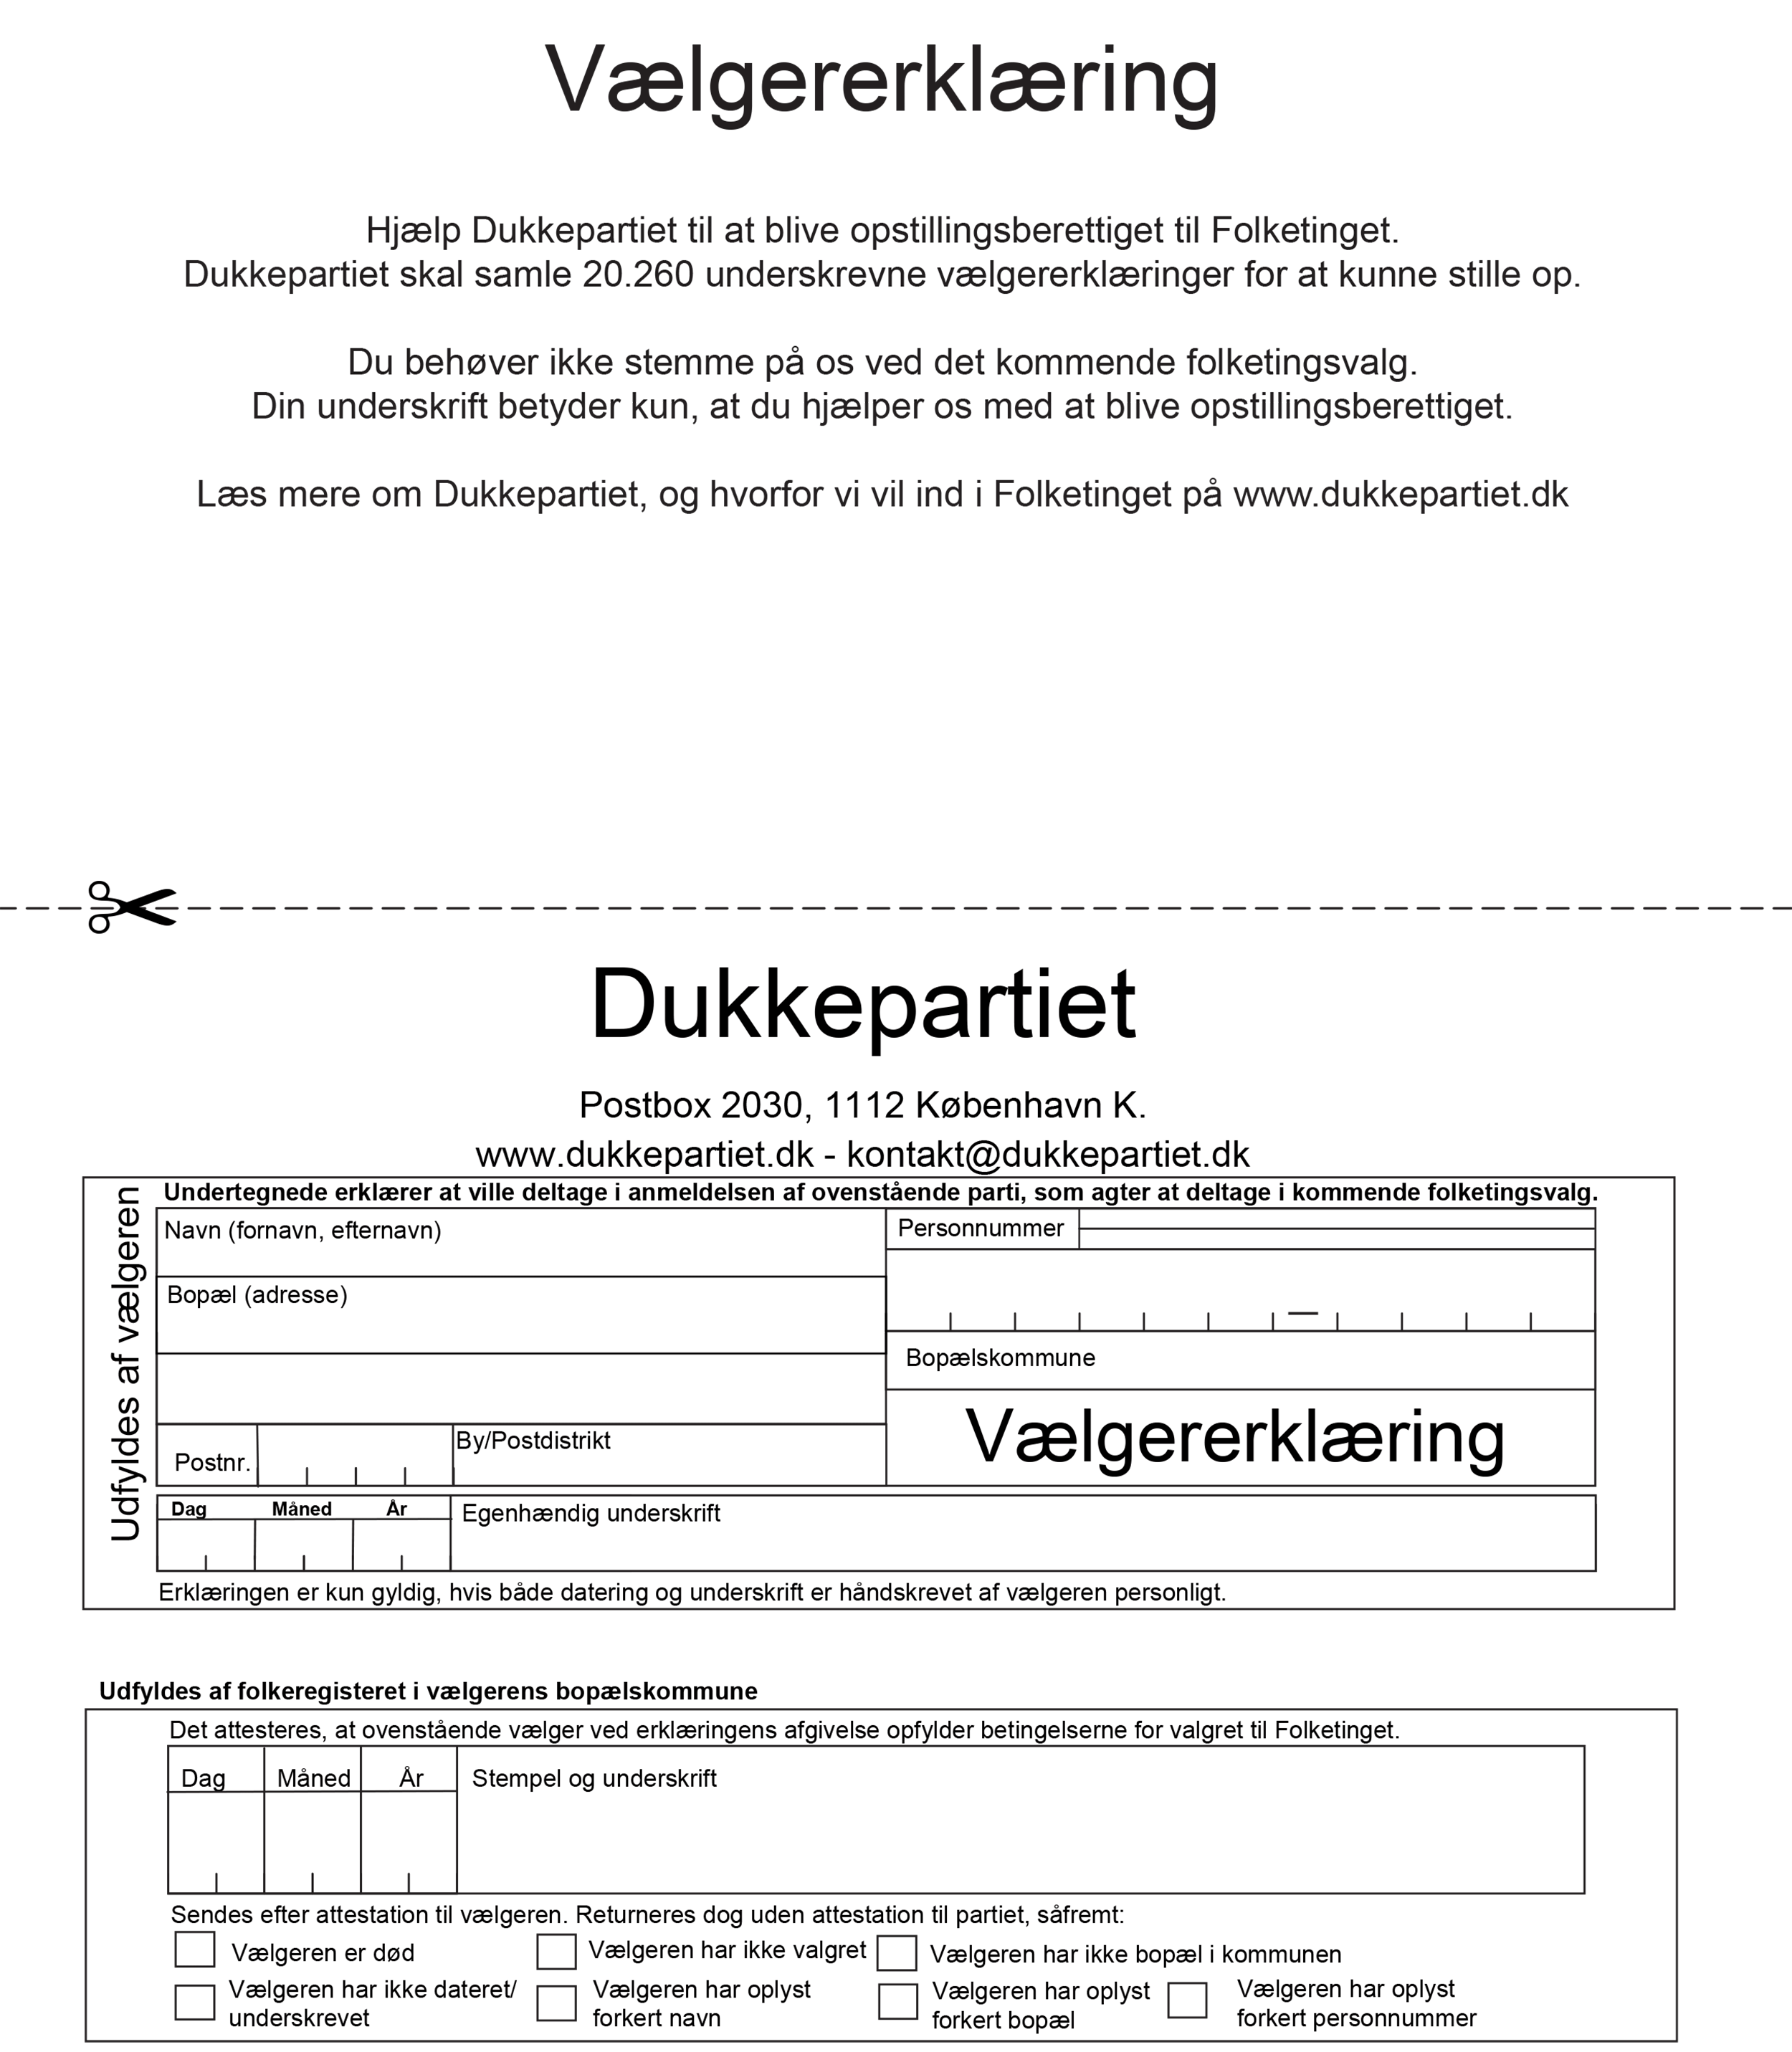 Vælgererklæring
Hjælp Dukkepartiet til at blive opstillingsberettiget til Folketinget.
Dukkepartiet skal samle 20.260 underskrevne vælgererklæringer for at kunne stille op.
Du behøver ikke stemme på os ved det kommende folketingsvalg.
Din underskrift betyder kun, at du hjælper os med at blive opstillingsberettiget.
Læs mere om Dukkepartiet, og hvorfor vi vil ind i Folketinget på www.dukkepartiet.dk
Dukkepartiet
Postbox 2030, 1112 København K.
www.dukkepartiet.dk - kontakt@dukkepartiet.dk
Udfyldes af vælgeren
Undertegnede erklærer at ville deltage i anmeldelsen af ovenstående parti, som agter at deltage i kommende folketingsvalg.
Navn (fornavn, efternavn)
Personnummer
Bopæl (adresse)
—
Bopælskommune
Vælgererklæring
Postnr.
By/Postdistrikt
Dag Måned År
Egenhændig underskrift
Erklæringen er kun gyldig, hvis både datering og underskrift er håndskrevet af vælgeren personligt.
Udfyldes af folkeregisteret i vælgerens bopælskommune
Det attesteres, at ovenstående vælger ved erklæringens afgivelse opfylder betingelserne for valgret til Folketinget.
Dag Måned År
Stempel og underskrift
Sendes efter attestation til vælgeren. Returneres dog uden attestation til partiet, såfremt:
Vælgeren er død
Vælgeren har ikke valgret
Vælgeren har ikke bopæl i kommunen
Vælgeren har ikke dateret/
underskrevet
Vælgeren har oplyst
forkert navn
Vælgeren har oplyst
forkert bopæl
Vælgeren har oplyst
forkert personnummer